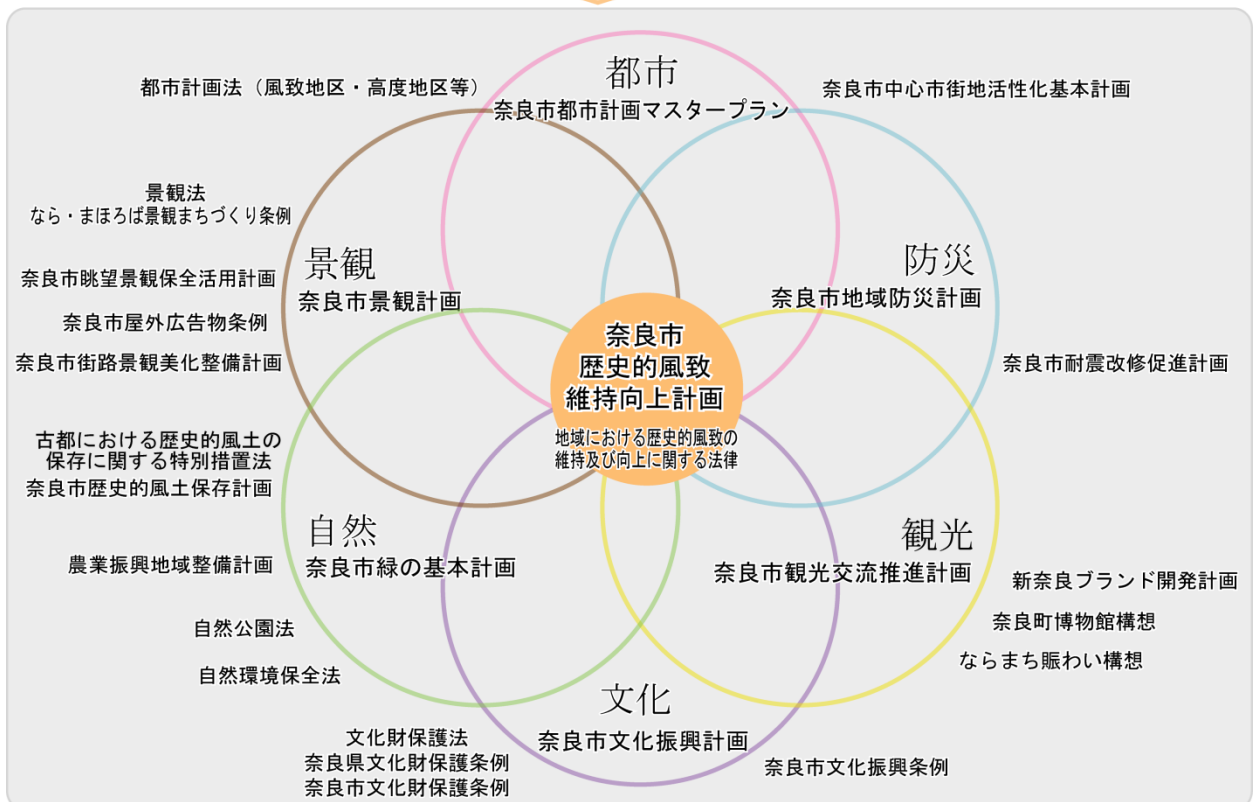 都市
都市計画法（風致地区・高度地区等）
奈良市中心市街地活性化基本計画
奈良市都市計画マスタープラン
景観法
なら・まほろば景観まちづくり条例
景観
防災
奈良市眺望景観保全活用計画
奈良市景観計画
奈良市地域防災計画
奈良市屋外広告物条例
奈良市街路景観美化整備計画
奈良市耐震改修促進計画
奈良市
歴史的風致
維持向上計画
地域における歴史的風致の
維持及び向上に関する法律
古都における歴史的風土の
保存に関する特別措置法
奈良市歴史的風土保存計画
自然
観光
農業振興地域整備計画
奈良市緑の基本計画
奈良市観光交流推進計画
新奈良ブランド開発計画
自然公園法
奈良町博物館構想
自然環境保全法
ならまち賑わい構想
文化
文化財保護法
奈良市文化振興計画
奈良県文化財保護条例
奈良市文化財保護条例
奈良市文化振興条例